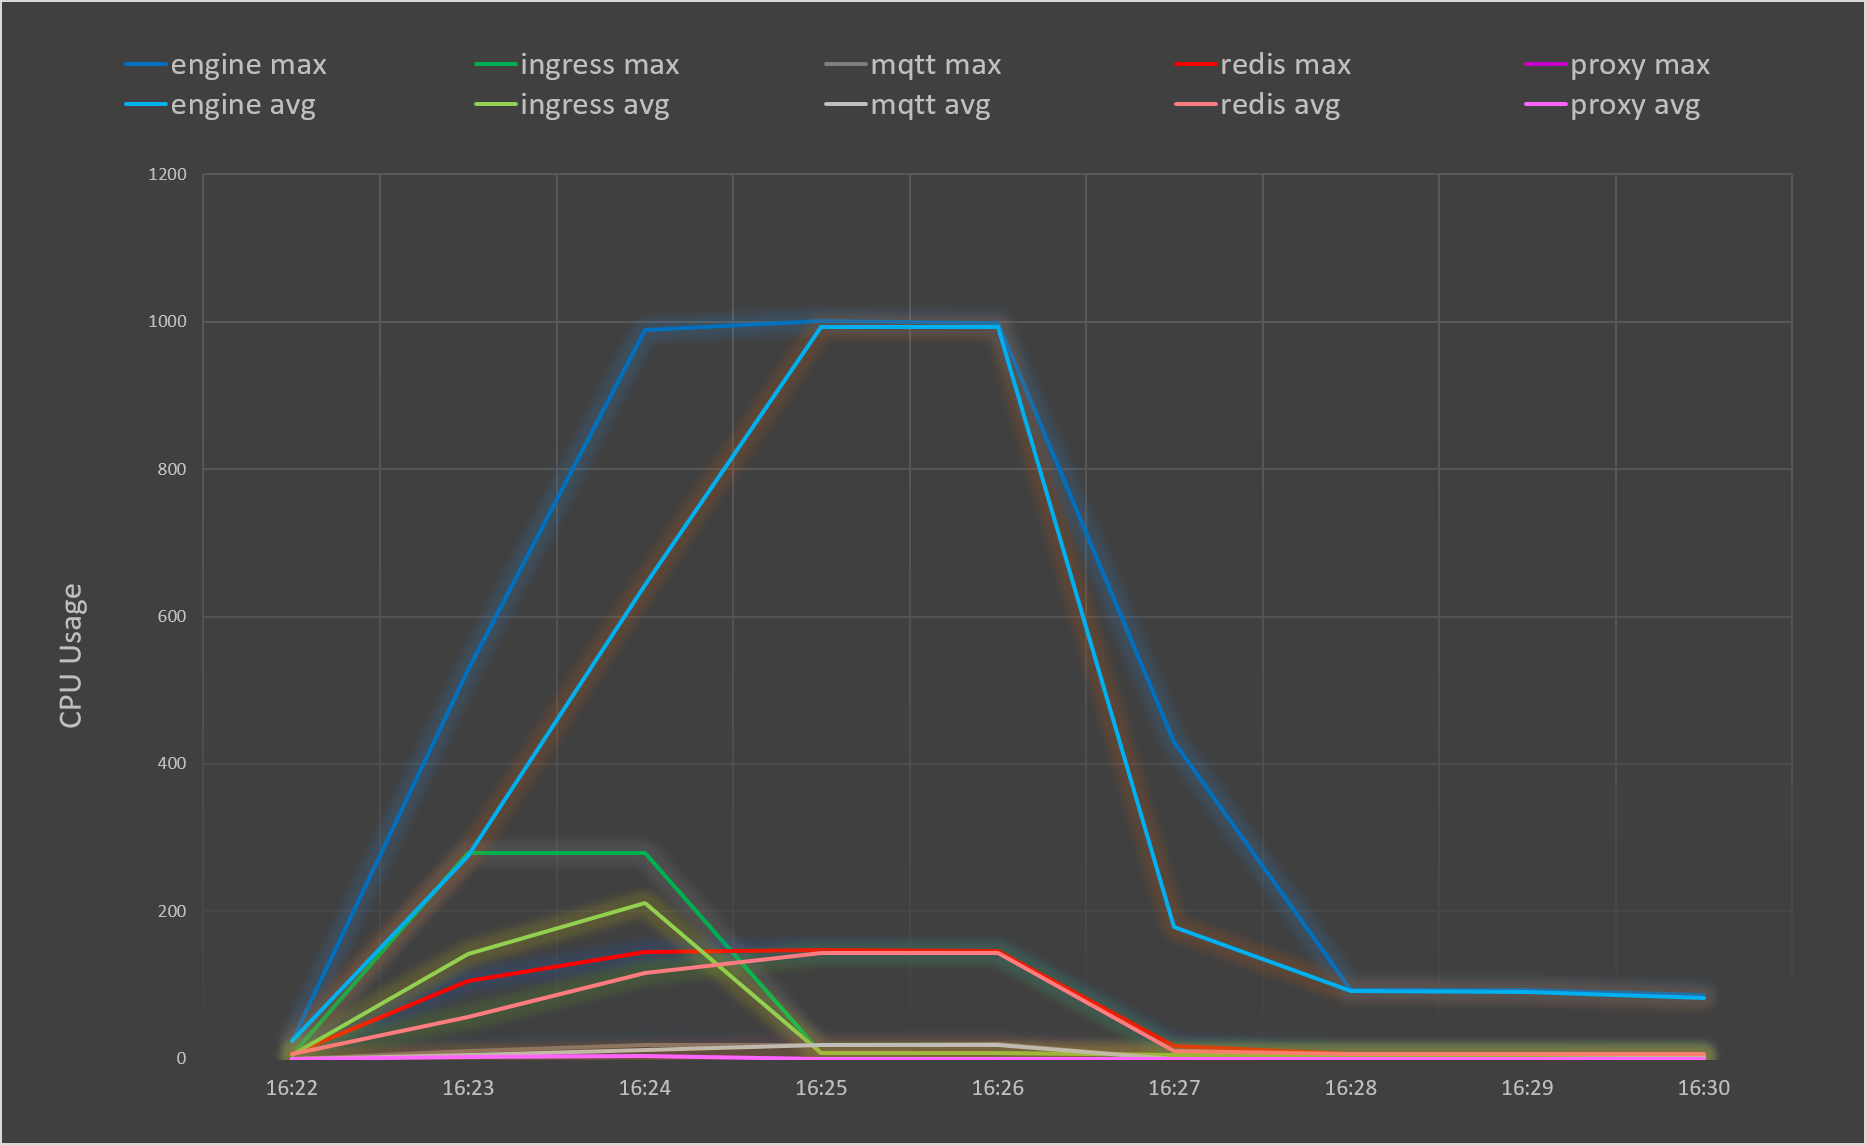 engine max ingress max mqtt max redis max proxy max
engine avg ingress avg mqtt avg redis avg proxy avg
1200
1000
800
600
400
200
0
CPU Usage
16:22 16:23 16:24 16:25 16:26 16:27 16:28 16:29 16:30